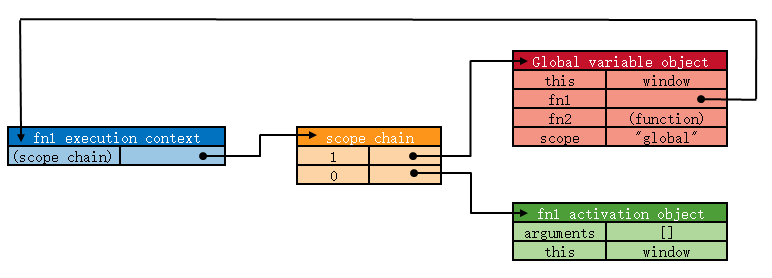 Global variable object
this window
fn1
fn2 (function)
scope "global"
fn1 execution context
(scope chain)
scope chain
1
0
fn1 activation object
arguments []
this window